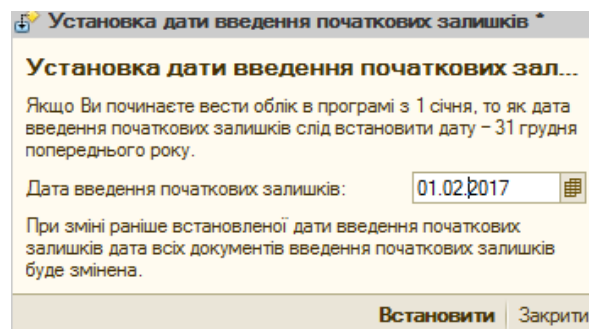 Установка дати введення початкових залишків *
Установка дати введення початкових зал...
Якщо Ви починаєте вести облік в програмі з 1 січня, то як дата
введення початкових залишків слід встановити дату – 31 грудня
попереднього року.
Дата введення початкових залишків: 01.02.2017
При зміні раніше встановленої дати введення початкових
залишків дата всіх документів введення початкових залишків
буде змінена.
Встановити Закрити